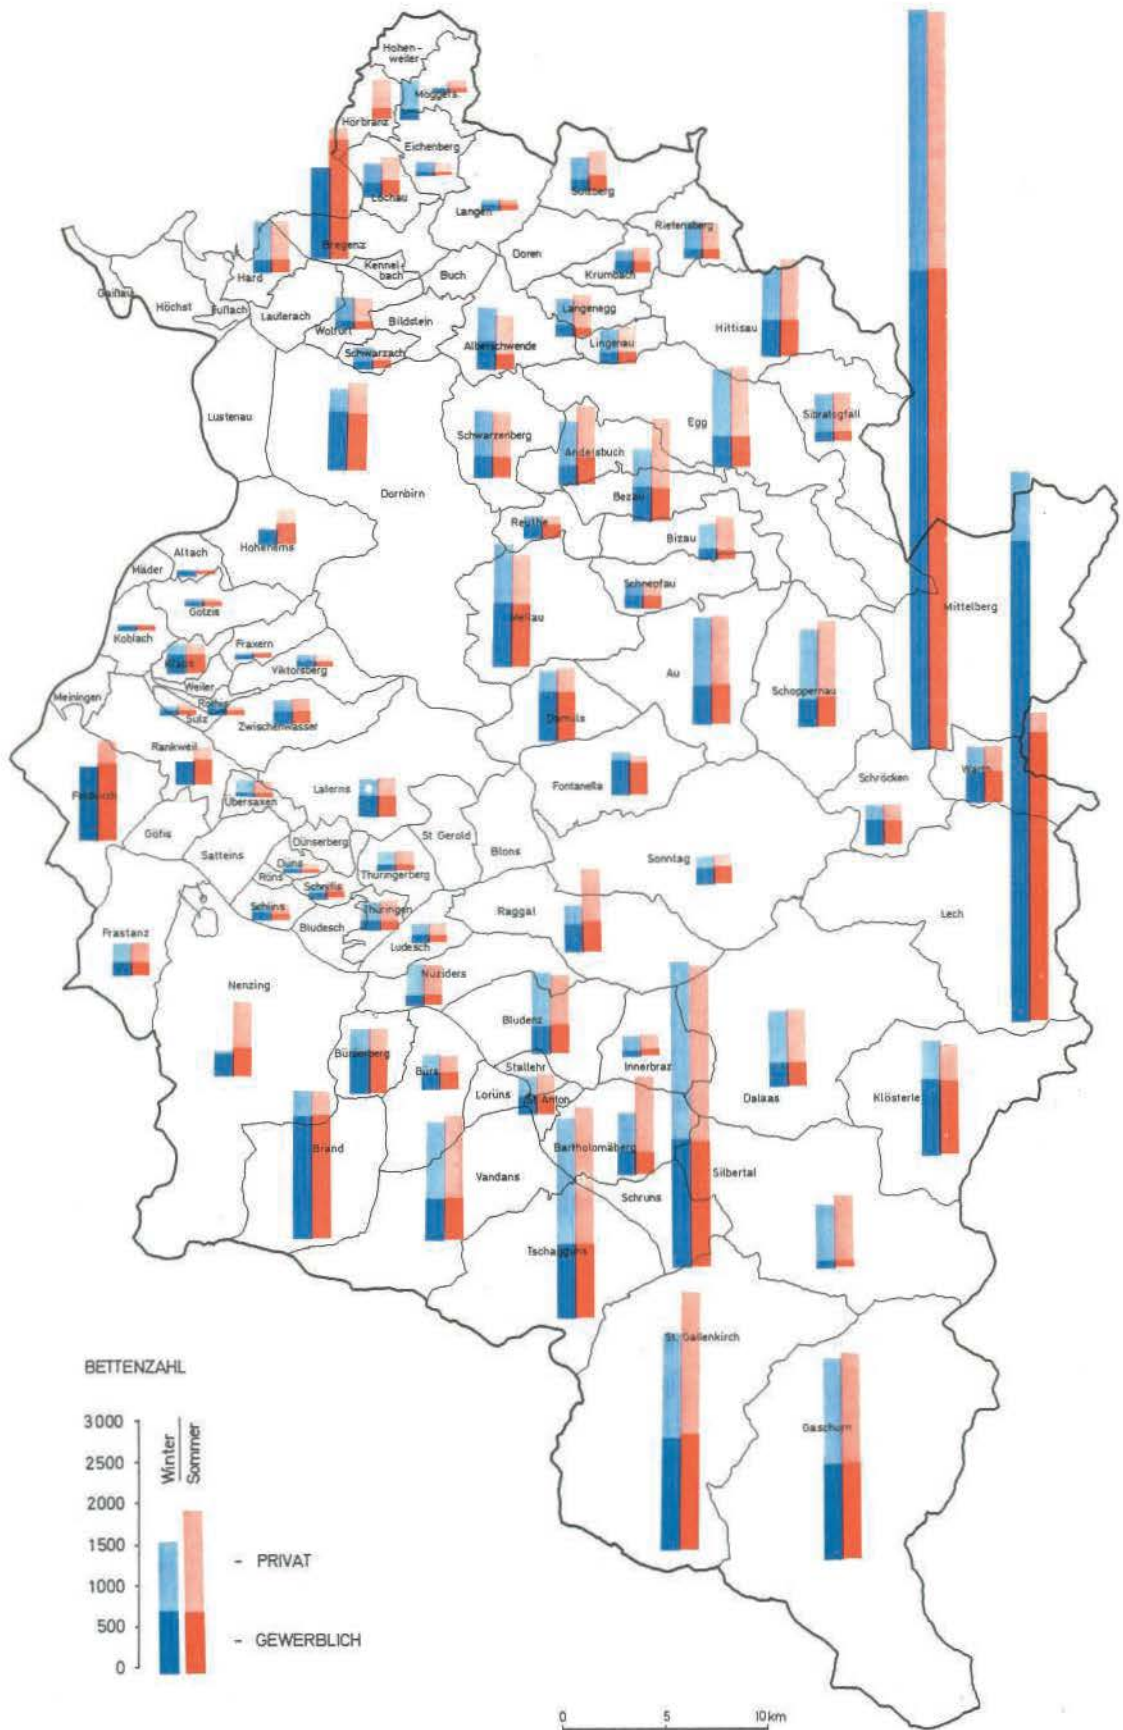 Hohen-
weiler
Möggers
Hörbranz
Eichenberg
Lochau
Langen
Sulzberg
Bregenz
Riefensberg
Doren
Kennel-
bach
Buch
Krumbach
Hard
Gaißau
Höchst
Fußach
Lauterach
Wolfurt
Bildstein
Langenegg
Hittisau
Alberschwende
Lingenau
Schwarzach
Lustenau
Schwarzenberg
Egg
Sibratsgfäll
Andelsbuch
Dornbirn
Bezau
Reuthe
Bizau
Hohenems
Altach
Mäder
Schnepfau
Götzis
Mittelberg
Mellau
Koblach
Fraxern
Klaus
Viktorsberg
Au
Weiler
Schoppernau
Meiningen
Röthis
Sulz
Zwischenwasser
Damüls
Rankweil
Schröcken
Warth
Feldkirch
Laterns
Fontanella
Übersaxen
Göfis
Dünserberg
St Gerold
Satteins
Blons
Sonntag
Düns
Röns
Thüringerberg
Schnifis
Schlins
Thüringen
Raggal
Lech
Bludesch
Ludesch
Frastanz
Nüziders
Nenzing
Bludenz
Bürserberg
Stallehr
Innerbraz
Bürs
Lorüns
St Anton
Dalaas
Klösterle
Brand
Bartholomäberg
Vandans
Silbertal
Schruns
Tschagguns
St. Gallenkirch
Gaschurn
BETTENZAHL
3000
2500
2000
1500
1000
500
0
Winter
Sommer
- PRIVAT
- GEWERBLICH
0 5 10 km